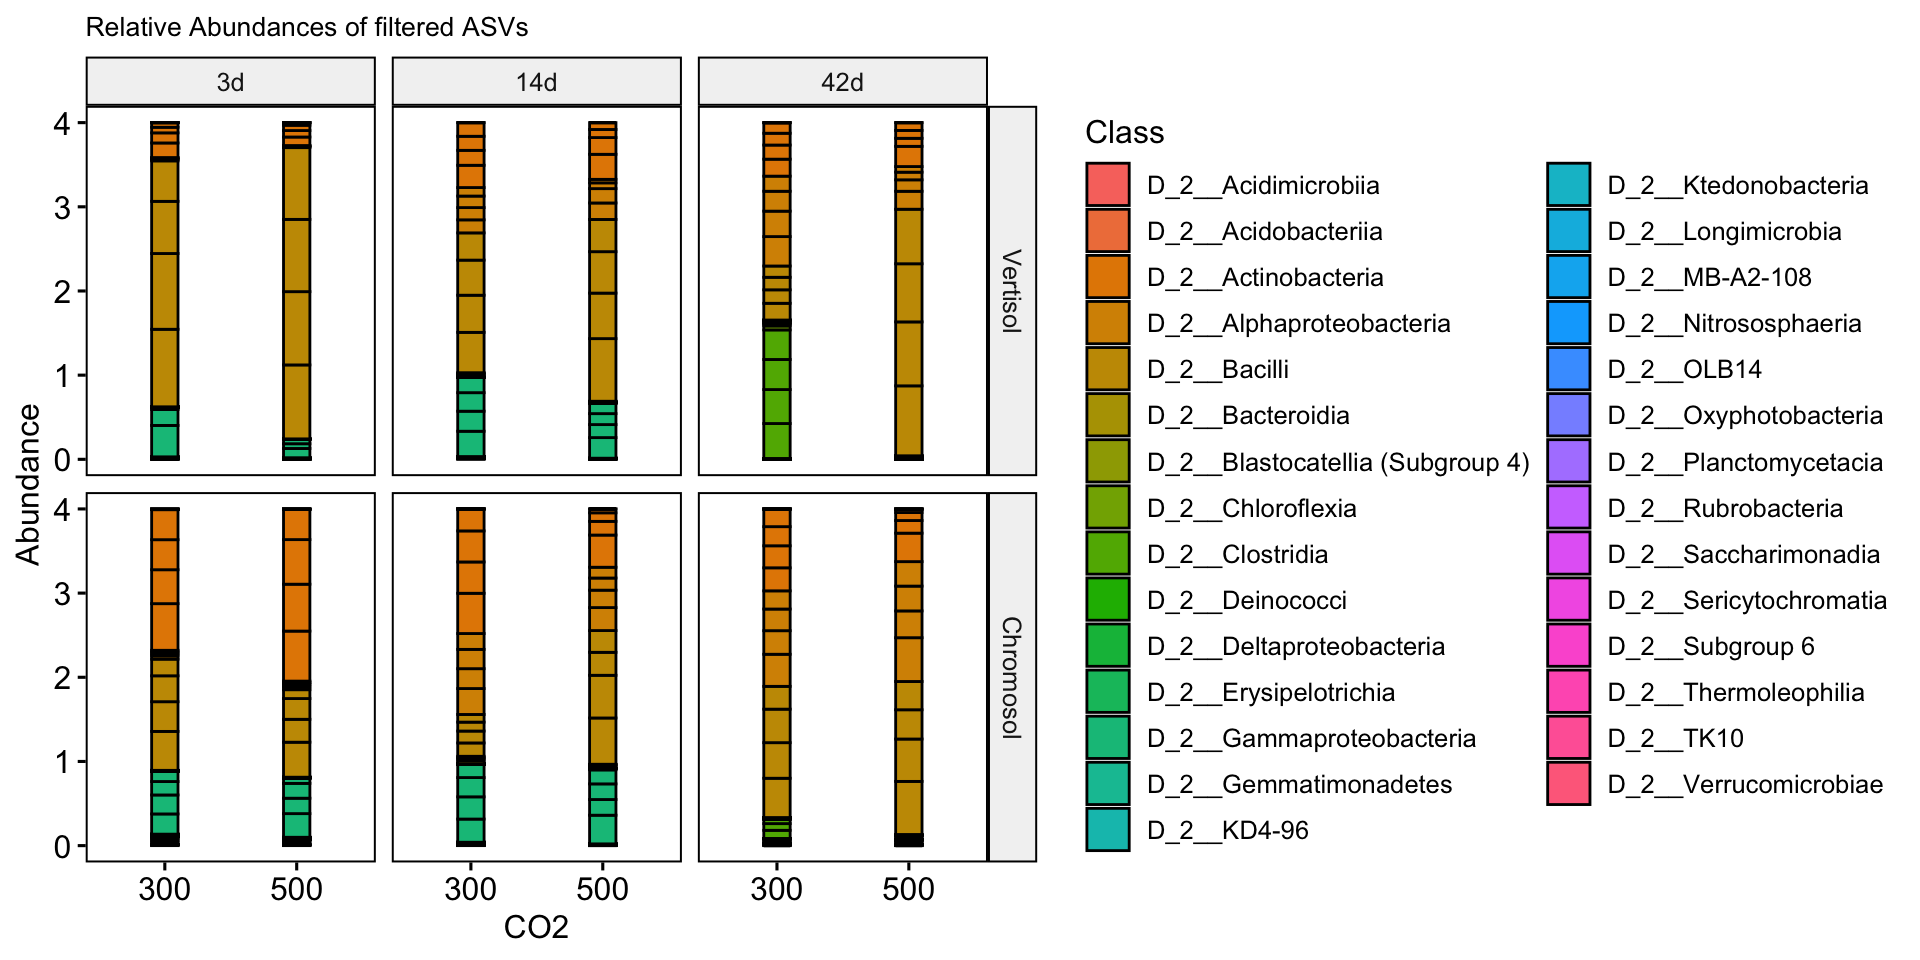 Relative Abundances of filtered ASVs
3d
14d
42d
4
3
2
1
0
Vertisol
4
3
2
1
0
Chromosol
Abundance
300
500
300
500
300
500
CO2
Class
D_2__Acidimicrobiia
D_2__Acidobacteriia
D_2__Actinobacteria
D_2__Alphaproteobacteria
D_2__Bacilli
D_2__Bacteroidia
D_2__Blastocatellia (Subgroup 4)
D_2__Chloroflexia
D_2__Clostridia
D_2__Deinococci
D_2__Deltaproteobacteria
D_2__Erysipelotrichia
D_2__Gammaproteobacteria
D_2__Gemmatimonadetes
D_2__KD4-96
D_2__Ktedonobacteria
D_2__Longimicrobia
D_2__MB-A2-108
D_2__Nitrososphaeria
D_2__OLB14
D_2__Oxyphotobacteria
D_2__Planctomycetacia
D_2__Rubrobacteria
D_2__Saccharimonadia
D_2__Sericytochromatia
D_2__Subgroup 6
D_2__Thermoleophilia
D_2__TK10
D_2__Verrucomicrobiae